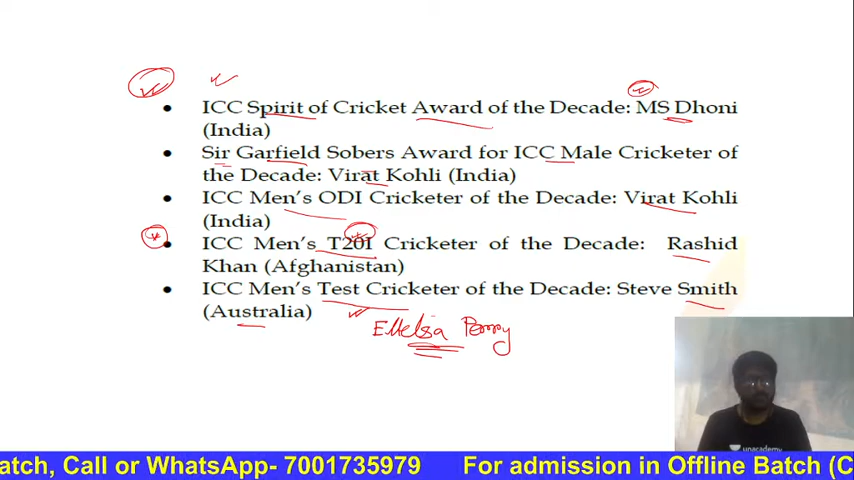 ICC Spirit of Cricket Award of the Decade: MS Dhoni
(India)
Sir Garfield Sobers Award for ICC Male Cricketer of
the Decade: Virat Kohli (India)
ICC Men's ODI Cricketer of the Decade: Virat Kohli
(India)
ICC Men's T20I Cricketer of the Decade: Rashid
Khan (Afghanistan)
ICC Men's Test Cricketer of the Decade: Steve Smith
(Australia)
Perry
unacademy
atch, Call or WhatsApp- 7001735979 For admission in Offline Batch (C